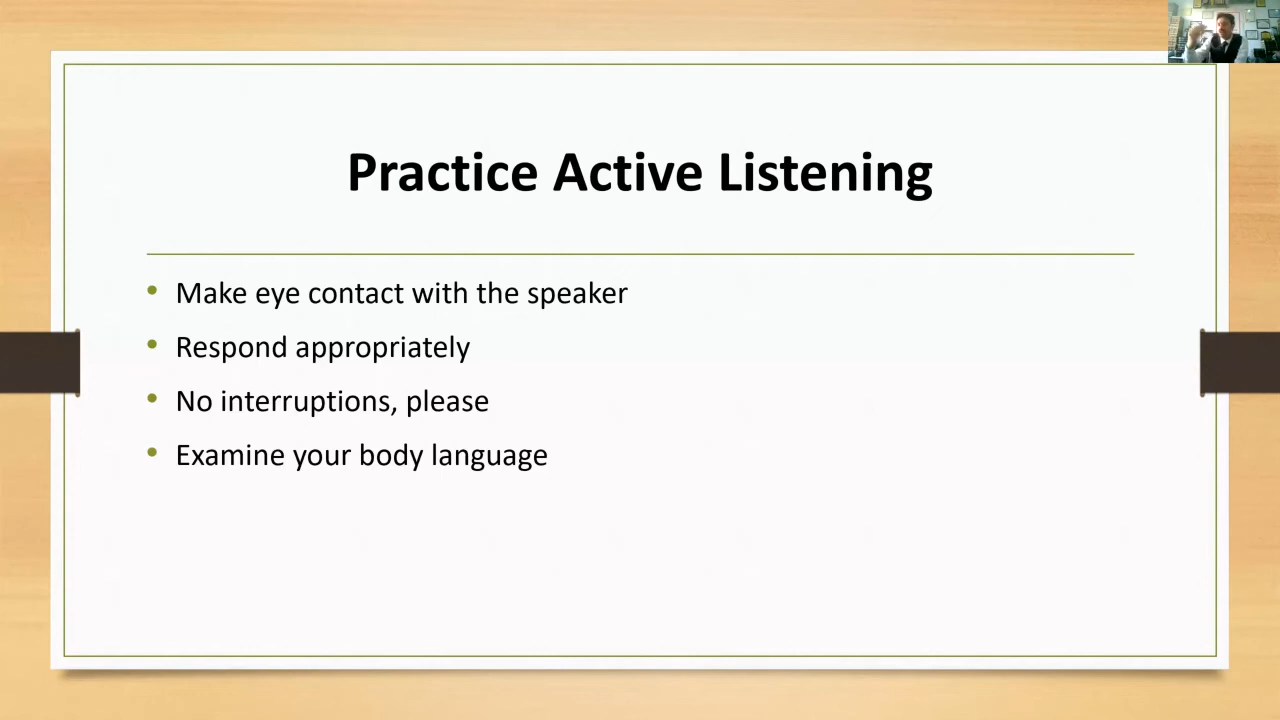 Practice Active Listening
Make eye contact with the speaker
Respond appropriately
No interruptions, please
Examine your body language